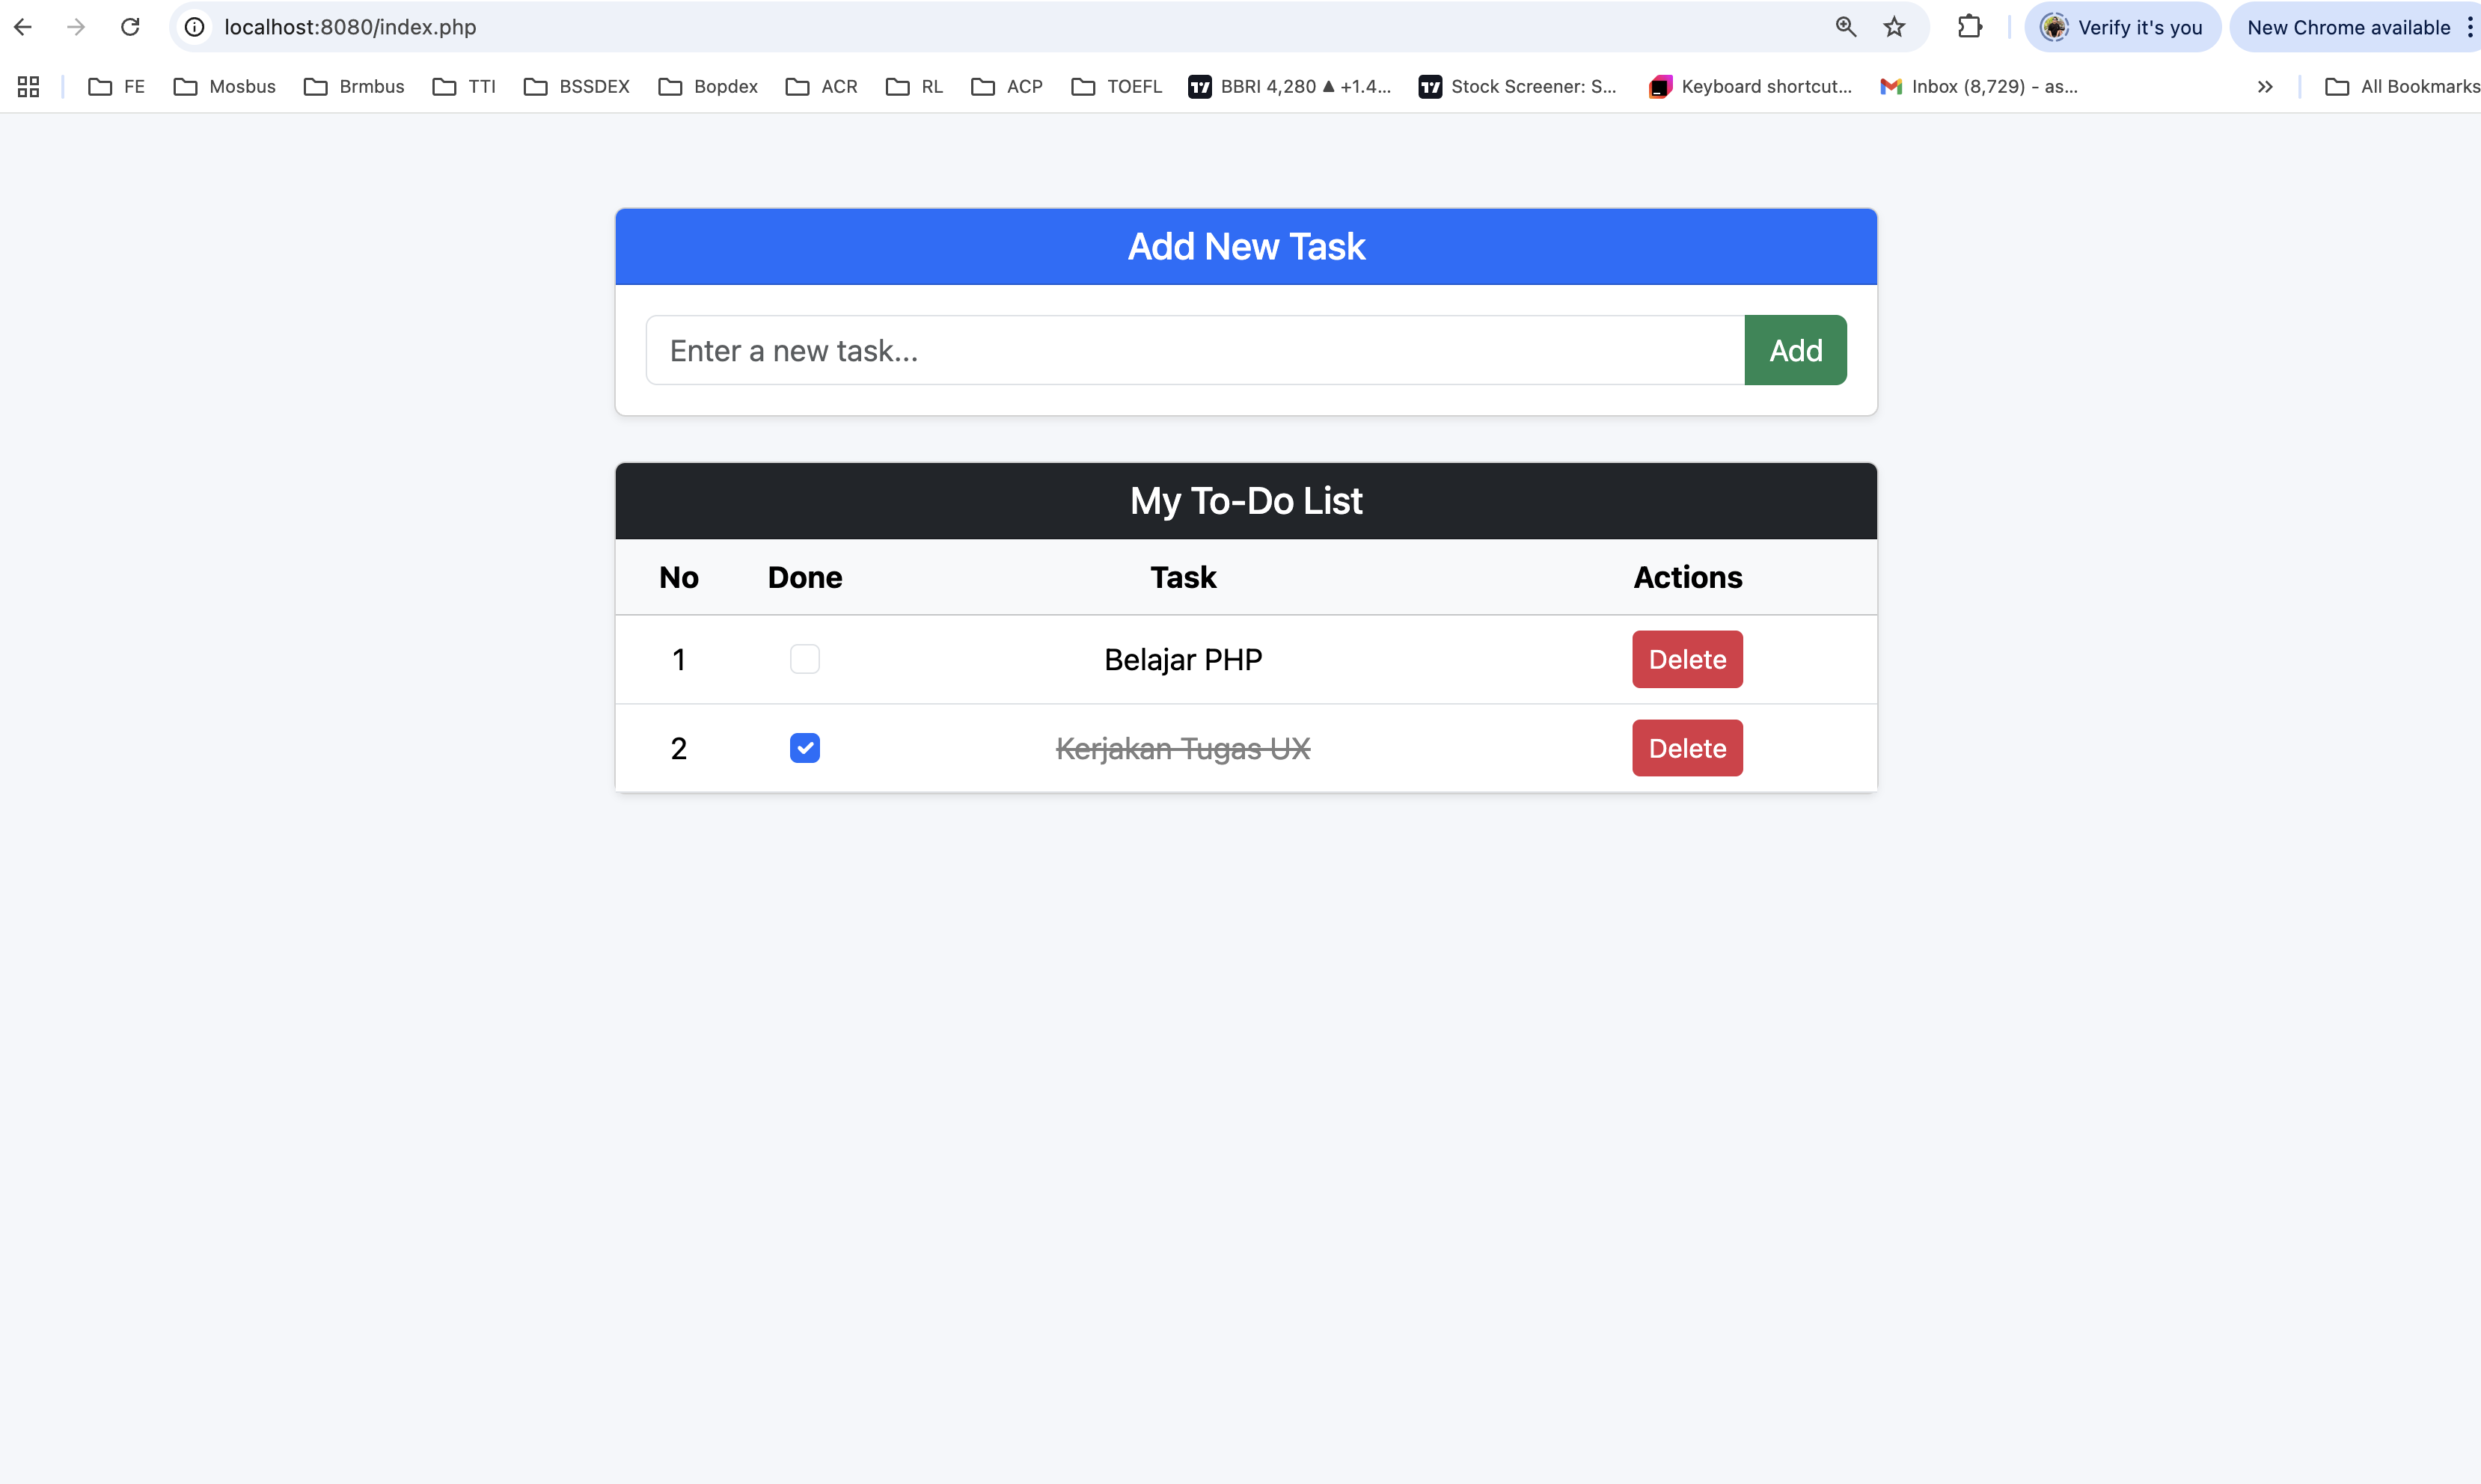 localhost:8080/index.php
Verify it's you
New Chrome available
FE Mosbus Brmbus TTI BSSDEX Bopdex ACR RL ACP TOEFL BBRI 4,280 ▲ +1.4... Stock Screener: S... Keyboard shortcut... Inbox (8,729) - as... All Bookmarks
Add New Task
Enter a new task... Add
My To-Do List
No Done Task Actions
1 Belajar PHP Delete
2 Kerjakan Tugas UX Delete